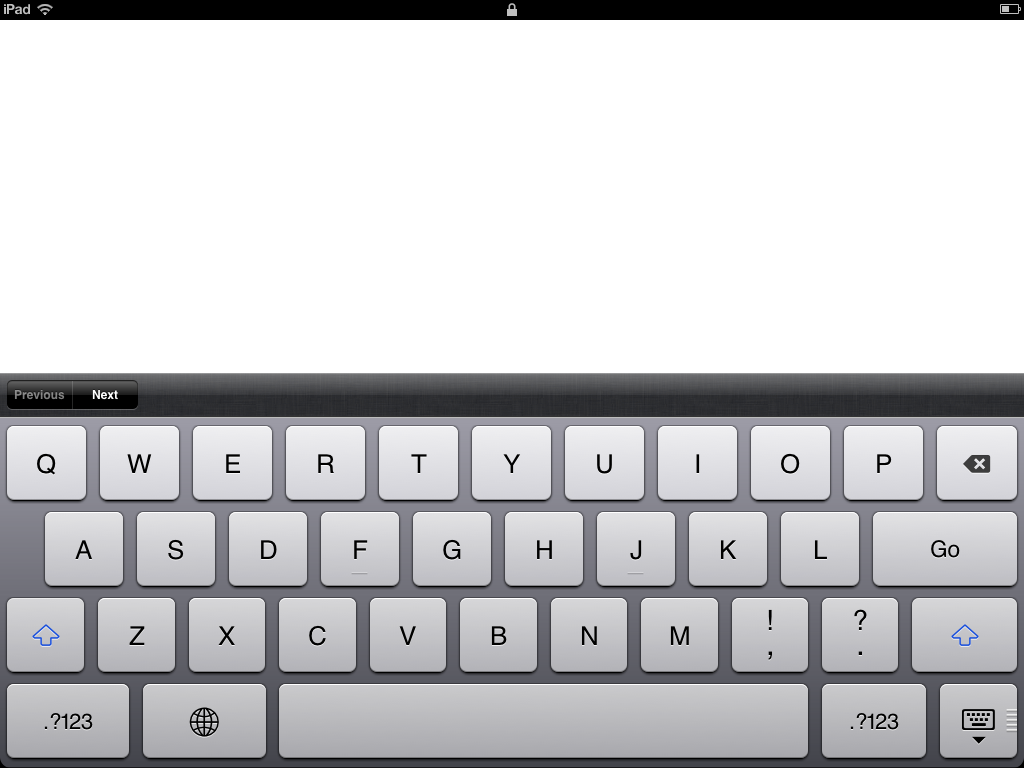 iPad
Previous Next
Q W E R T Y U I O P
A S D F G H J K L Go
Z X C V B N M ! , ? .
.?123 .?123